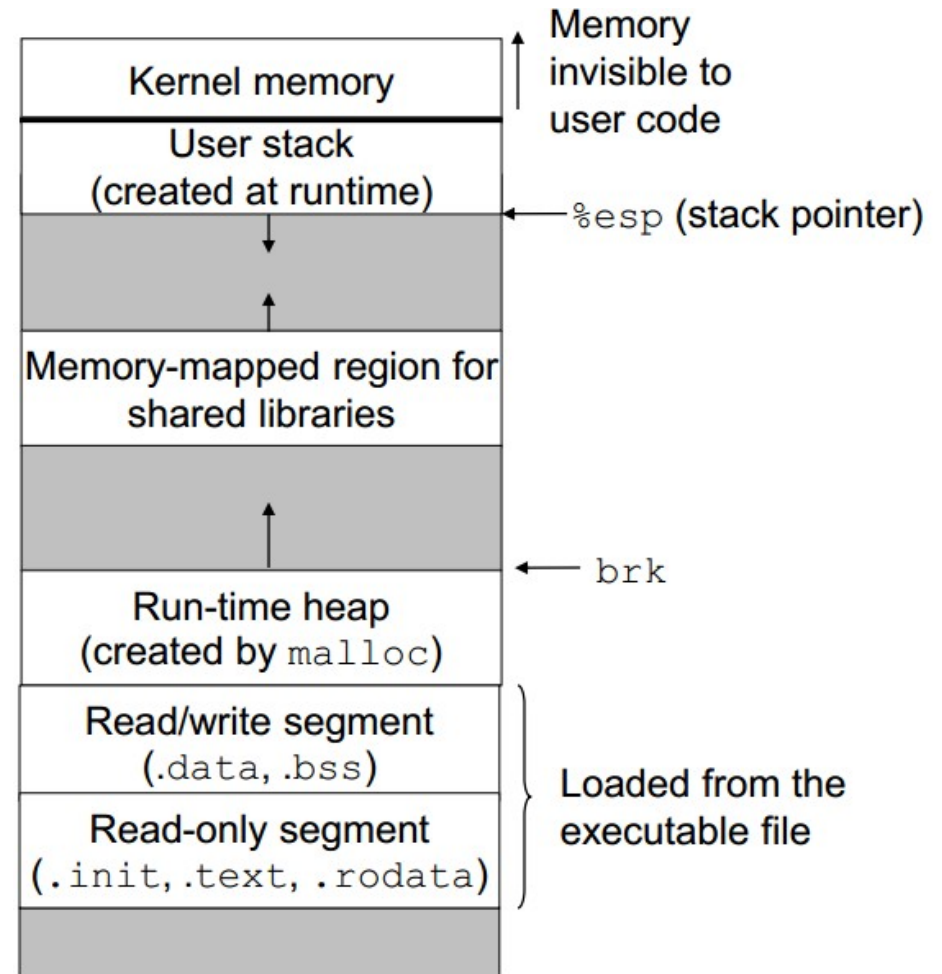 Memory
invisible to
user code
Kernel memory
User stack
(created at runtime)
%esp (stack pointer)
Memory-mapped region for
shared libraries
brk
Run-time heap
(created by malloc)
Read/write segment
(.data, .bss)
Loaded from the
executable file
Read-only segment
(.init, .text, .rodata)